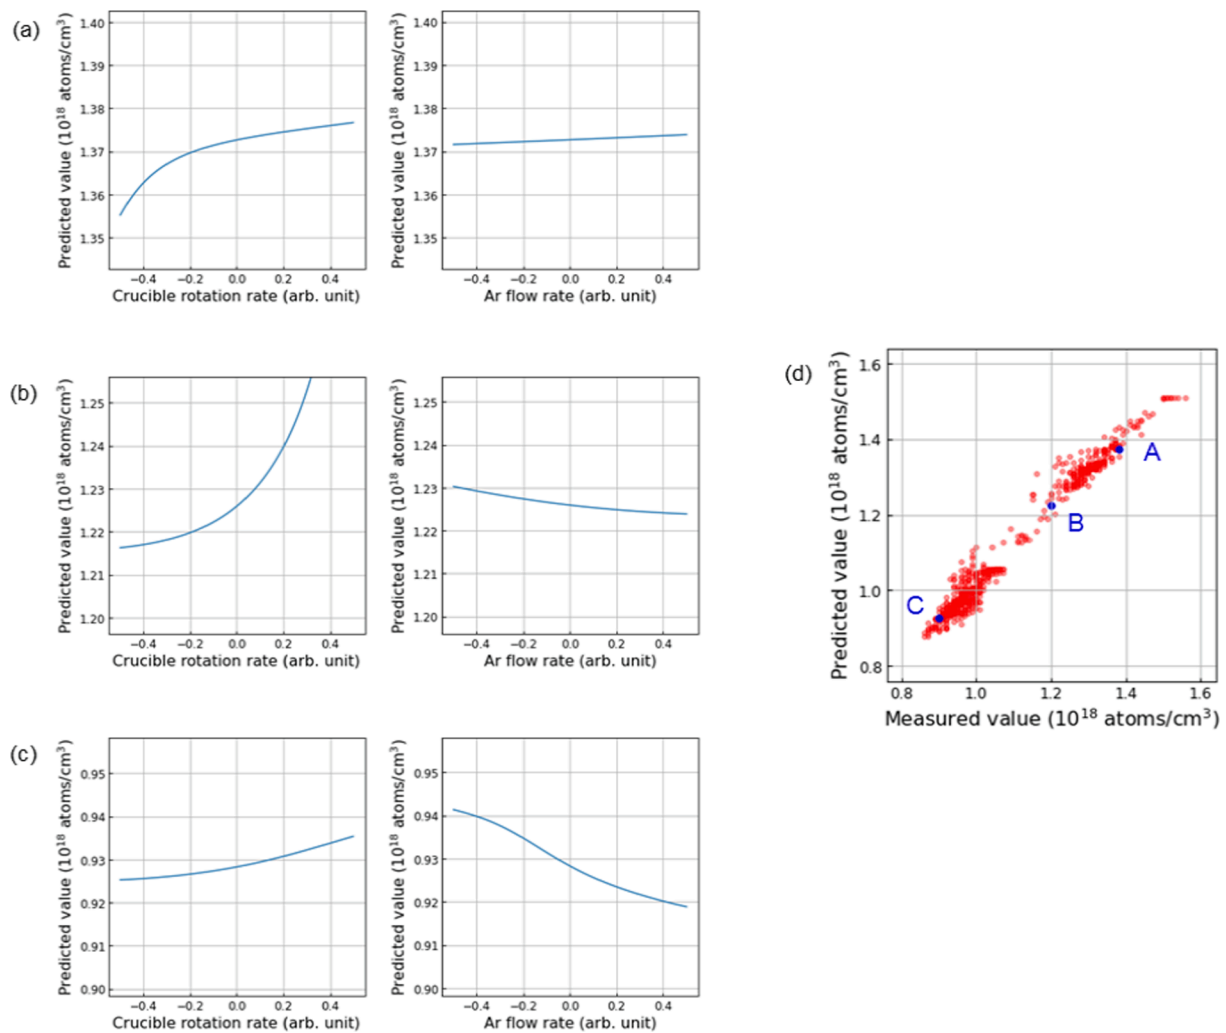 (a)
Predicted value (10¹⁸ atoms/cm³)
1.40
1.39
1.38
1.37
1.36
1.35
−0.4 −0.2 0.0 0.2 0.4
Crucible rotation rate (arb. unit)
Predicted value (10¹⁸ atoms/cm³)
1.40
1.39
1.38
1.37
1.36
1.35
−0.4 −0.2 0.0 0.2 0.4
Ar flow rate (arb. unit)
(b)
Predicted value (10¹⁸ atoms/cm³)
1.25
1.24
1.23
1.22
1.21
1.20
−0.4 −0.2 0.0 0.2 0.4
Crucible rotation rate (arb. unit)
Predicted value (10¹⁸ atoms/cm³)
1.25
1.24
1.23
1.22
1.21
1.20
−0.4 −0.2 0.0 0.2 0.4
Ar flow rate (arb. unit)
(c)
Predicted value (10¹⁸ atoms/cm³)
0.95
0.94
0.93
0.92
0.91
0.90
−0.4 −0.2 0.0 0.2 0.4
Crucible rotation rate (arb. unit)
Predicted value (10¹⁸ atoms/cm³)
0.95
0.94
0.93
0.92
0.91
0.90
−0.4 −0.2 0.0 0.2 0.4
Ar flow rate (arb. unit)
(d)
Predicted value (10¹⁸ atoms/cm³)
1.6
1.4
1.2
1.0
0.8
A
B
C
0.8 1.0 1.2 1.4 1.6
Measured value (10¹⁸ atoms/cm³)